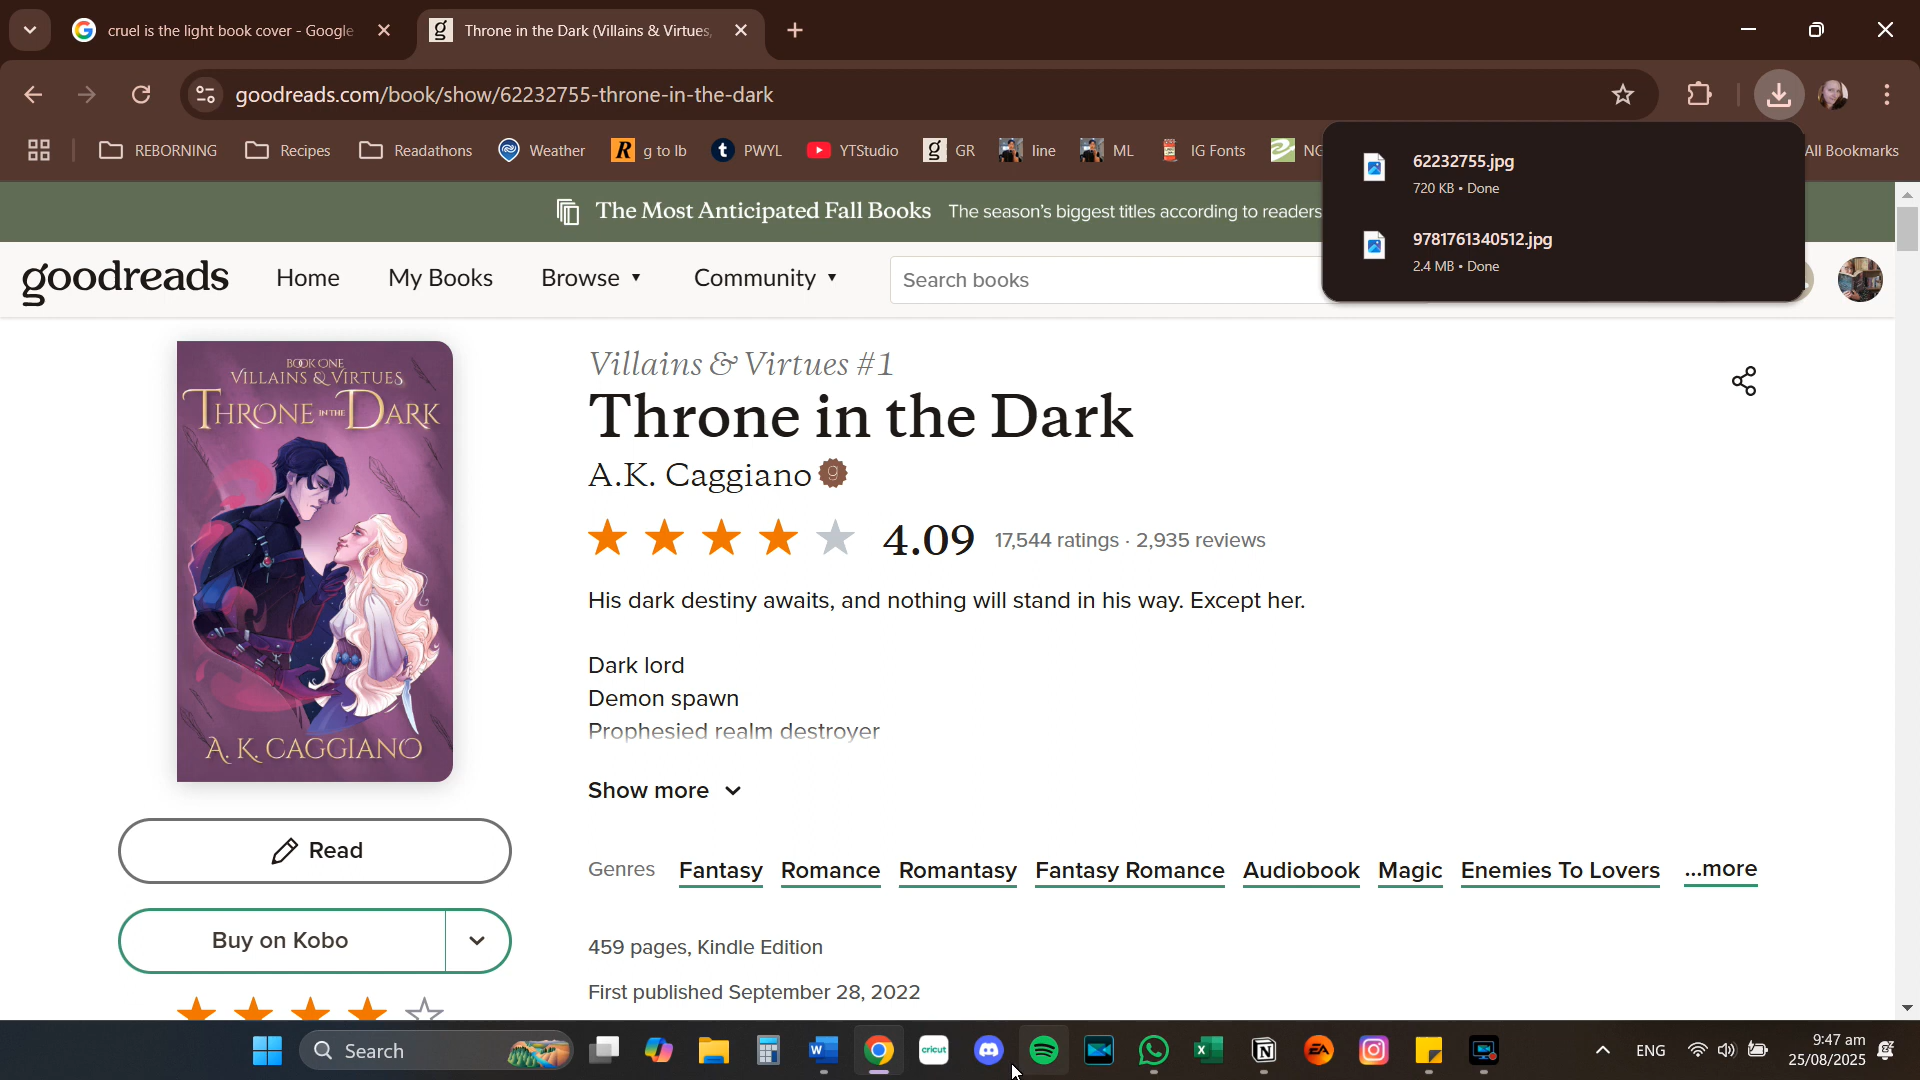 cruel is the light book cover - Google
Throne in the Dark (Villains & Virtues,
goodreads.com/book/show/62232755-throne-in-the-dark
REBORNING
Recipes
Readathons
Weather
g to lb
PWYL
YTStudio
GR
line
ML
IG Fonts
NG
All Bookmarks
62232755.jpg
720 KB • Done
9781761340512.jpg
2.4 MB • Done
The Most Anticipated Fall Books The season's biggest titles according to readers
goodreads
Home
My Books
Browse
Community
Search books
BOOK ONE
VILLAINS & VIRTUES
THRONE IN THE DARK
A. K. CAGGIANO
Villains & Virtues #1
Throne in the Dark
A.K. Caggiano
4.09 17,544 ratings · 2,935 reviews
His dark destiny awaits, and nothing will stand in his way. Except her.
Dark lord
Demon spawn
Prophesied realm destroyer
Show more
Read
Buy on Kobo
Genres Fantasy Romance Romantasy Fantasy Romance Audiobook Magic Enemies To Lovers ...more
459 pages, Kindle Edition
First published September 28, 2022
Search
cricut
EA
ENG
9:47 am
25/08/2025